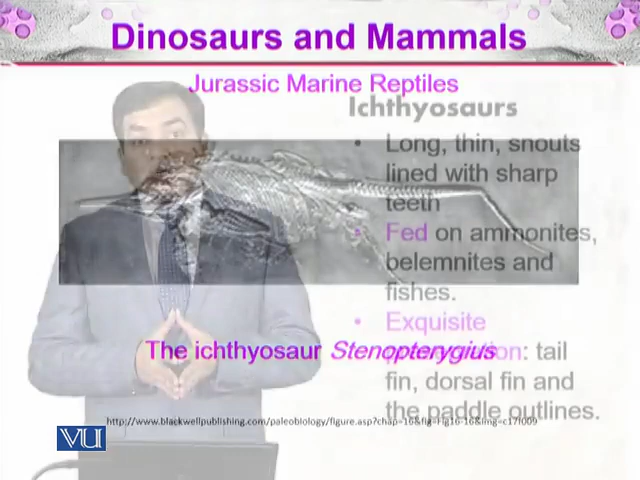 Dinosaurs and Mammals
Jurassic Marine Reptiles
Ichthyosaurs
• Long, thin, snouts
lined with sharp
teeth
• Fed on ammonites,
belemnites and
fishes.
• Exquisite
preservation: tail
fin, dorsal fin and
the paddle outlines.
The ichthyosaur Stenopterygius
http://www.blackwellpublishing.com/paleobiology/figure.asp?chap=16&fig=Fig16-16&img=c17f009
VU